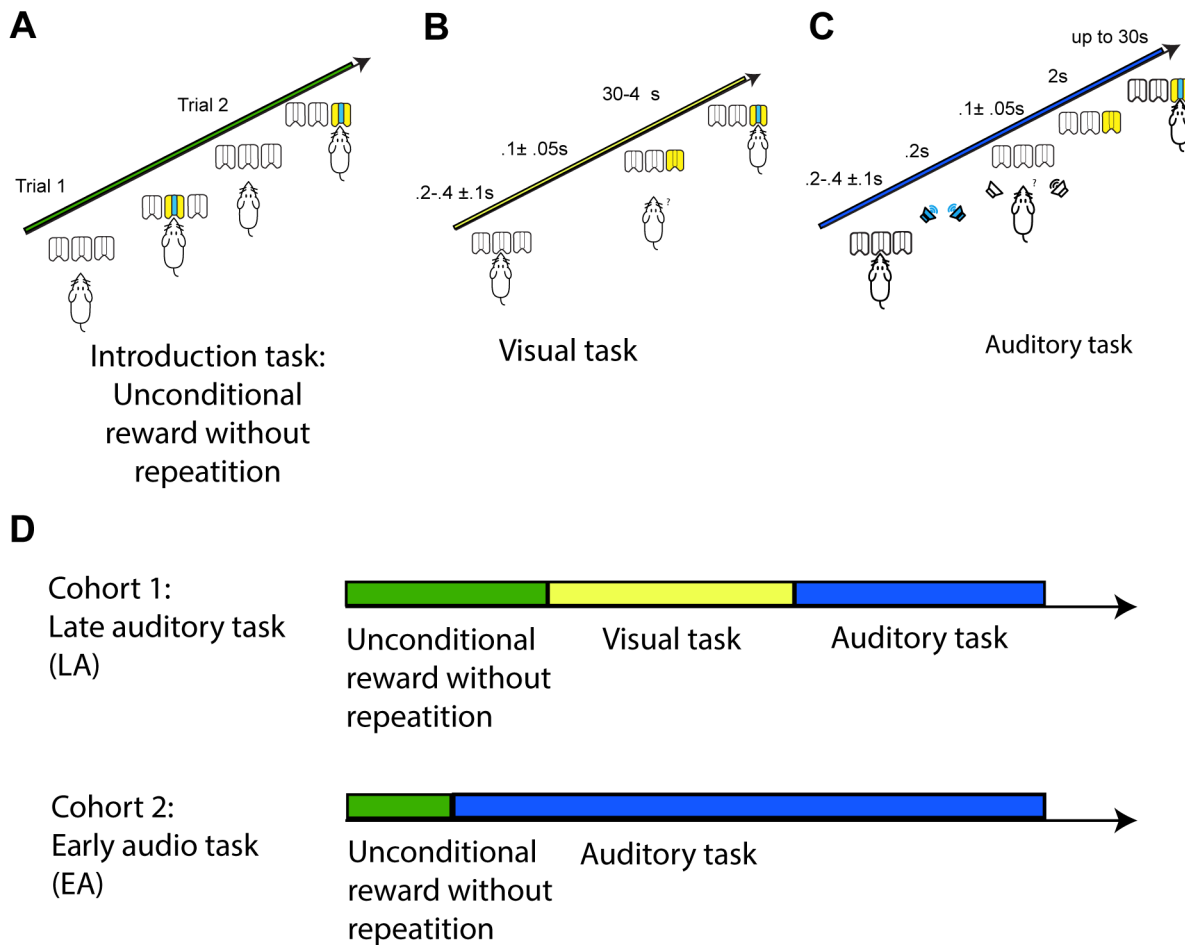 A
Trial 1
Trial 2
Introduction task:
Unconditional
reward without
repeatition
B
.2-.4 ±.1s
.1± .05s
30-4 s
?
Visual task
C
.2-.4 ±.1s
.2s
.1± .05s
2s
up to 30s
?
Auditory task
D
Cohort 1:
Late auditory task
(LA)
Unconditional
reward without
repeatition
Visual task
Auditory task
Cohort 2:
Early audio task
(EA)
Unconditional
reward without
repeatition
Auditory task